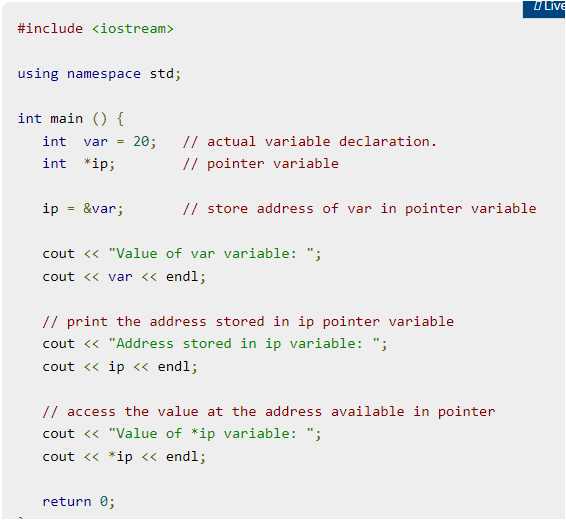 Live
#include <iostream>

using namespace std;

int main () {
   int  var = 20;   // actual variable declaration.
   int  *ip;        // pointer variable

   ip = &var;       // store address of var in pointer variable

   cout << "Value of var variable: ";
   cout << var << endl;

   // print the address stored in ip pointer variable
   cout << "Address stored in ip variable: ";
   cout << ip << endl;

   // access the value at the address available in pointer
   cout << "Value of *ip variable: ";
   cout << *ip << endl;

   return 0;